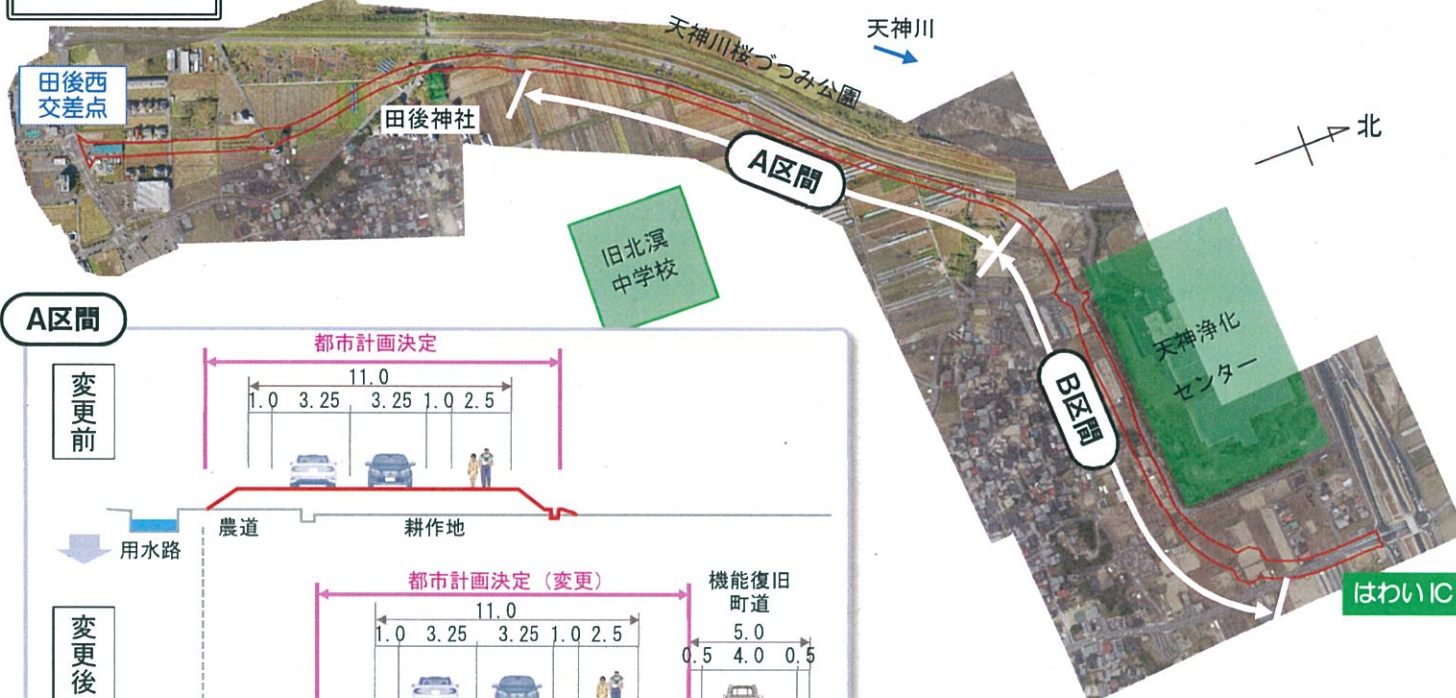 田後西
交差点
田後神社
天神川桜づつみ公園
天神川
北
A区間
旧北溟
中学校
天神浄化
センター
B区間
はわいIC
A区間
変更前
都市計画決定
11.0
1.0 3.25 3.25 1.0 2.5
用水路
農道
耕作地
変更後
都市計画決定（変更）
11.0
1.0 3.25 3.25 1.0 2.5
機能復旧
町道
5.0
0.5 4.0 0.5